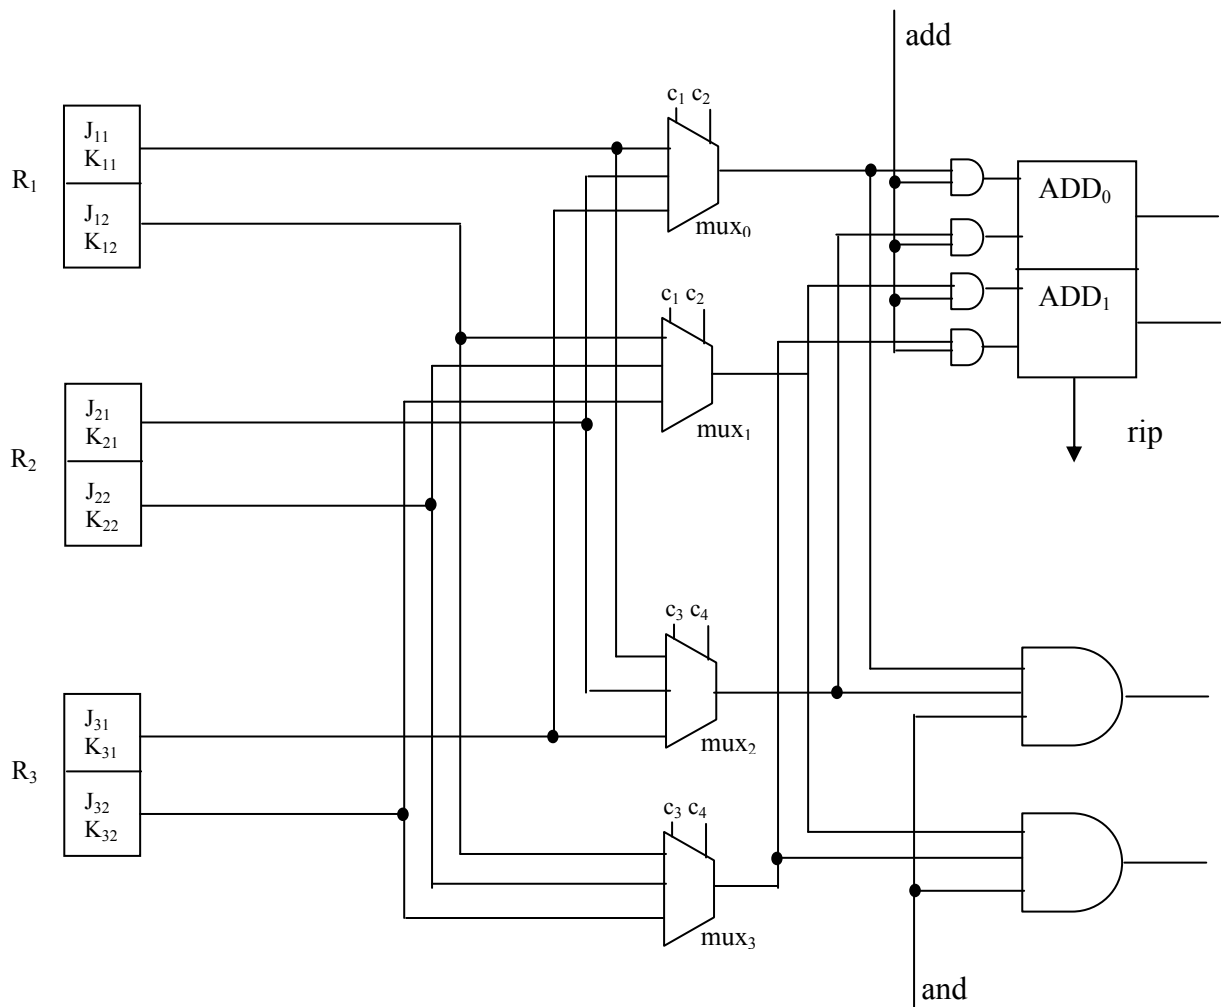 add
c₁ c₂
J₁₁
K₁₁
R₁
J₁₂
K₁₂
mux₀
ADD₀
c₁ c₂
ADD₁
mux₁
rip
J₂₁
K₂₁
R₂
J₂₂
K₂₂
c₃ c₄
J₃₁
K₃₁
R₃
J₃₂
K₃₂
mux₂
c₃ c₄
mux₃
and